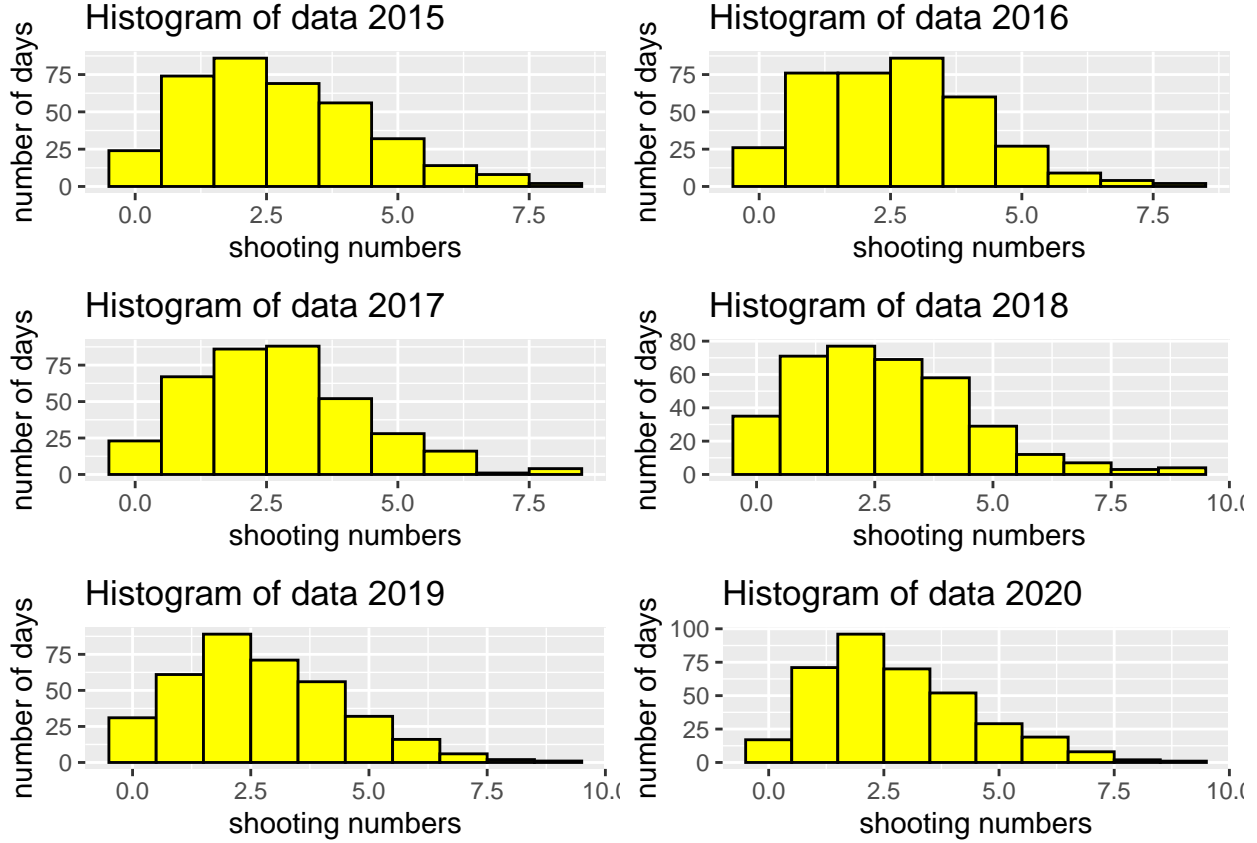 Histogram of data 2015
number of days
75
50
25
0
0.0 2.5 5.0 7.5
shooting numbers
Histogram of data 2016
number of days
75
50
25
0
0.0 2.5 5.0 7.5
shooting numbers
Histogram of data 2017
number of days
75
50
25
0
0.0 2.5 5.0 7.5
shooting numbers
Histogram of data 2018
number of days
80
60
40
20
0
0.0 2.5 5.0 7.5 10.0
shooting numbers
Histogram of data 2019
number of days
75
50
25
0
0.0 2.5 5.0 7.5 10.0
shooting numbers
Histogram of data 2020
number of days
100
75
50
25
0
0.0 2.5 5.0 7.5 10.0
shooting numbers